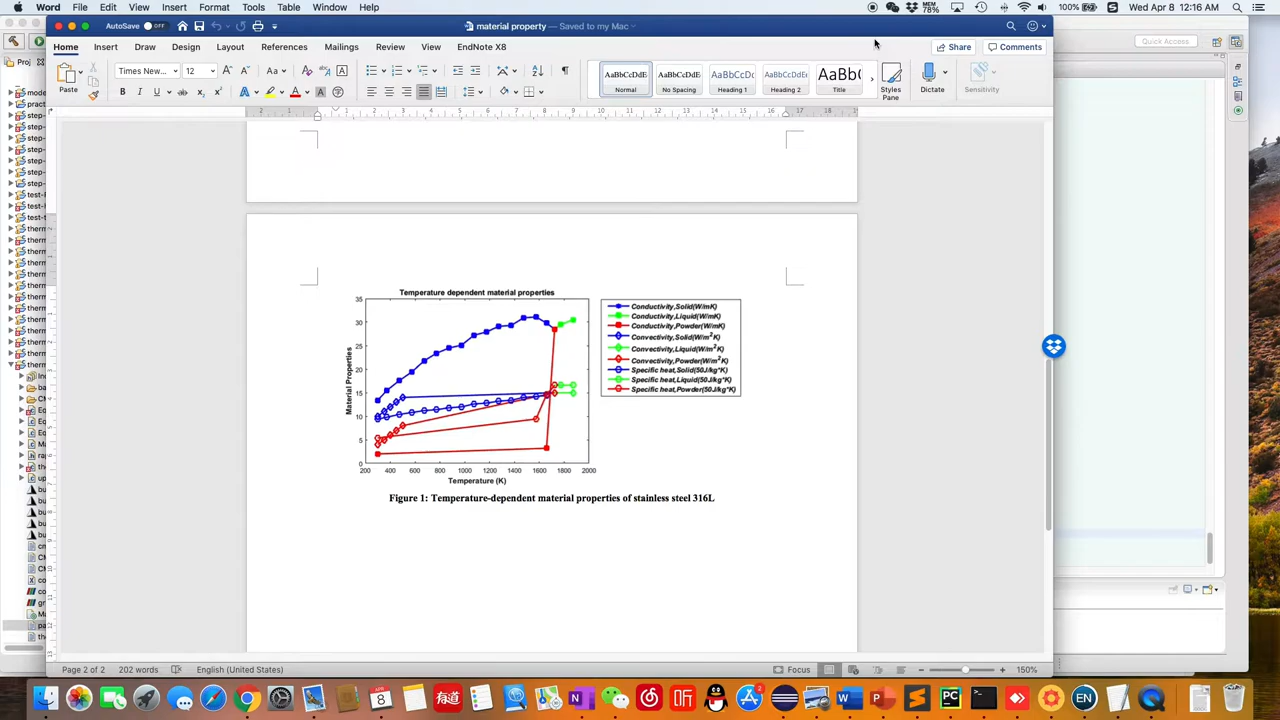 Word File Edit View Insert Format Tools Table Window Help
MEM 78% 100% Wed Apr 8 12:16 AM
AutoSave OFF
material property — Saved to my Mac
Quick Access
Home Insert Draw Design Layout References Mailings Review View EndNote X8
Share Comments
Paste
Times New... 12
AaBbCcDdE Normal
AaBbCcDdE No Spacing
AaBbCcDc Heading 1
AaBbCcDdE Heading 2
AaBb( Title
Styles Pane
Dictate
Sensitivity
Temperature dependent material properties
Material Properties
35
30
25
20
15
10
5
0
200 400 600 800 1000 1200 1400 1600 1800 2000
Temperature (K)
Conductivity,Solid(W/mK)
Conductivity,Liquid(W/mK)
Conductivity,Powder(W/mK)
Convectivity,Solid(W/m²K)
Convectivity,Liquid(W/m²K)
Convectivity,Powder(W/m²K)
Specific heat,Solid(50J/kg*K)
Specific heat,Liquid(50J/kg*K)
Specific heat,Powder(50J/kg*K)
Figure 1: Temperature-dependent material properties of stainless steel 316L
Page 2 of 2 202 words English (United States)
Focus 150%